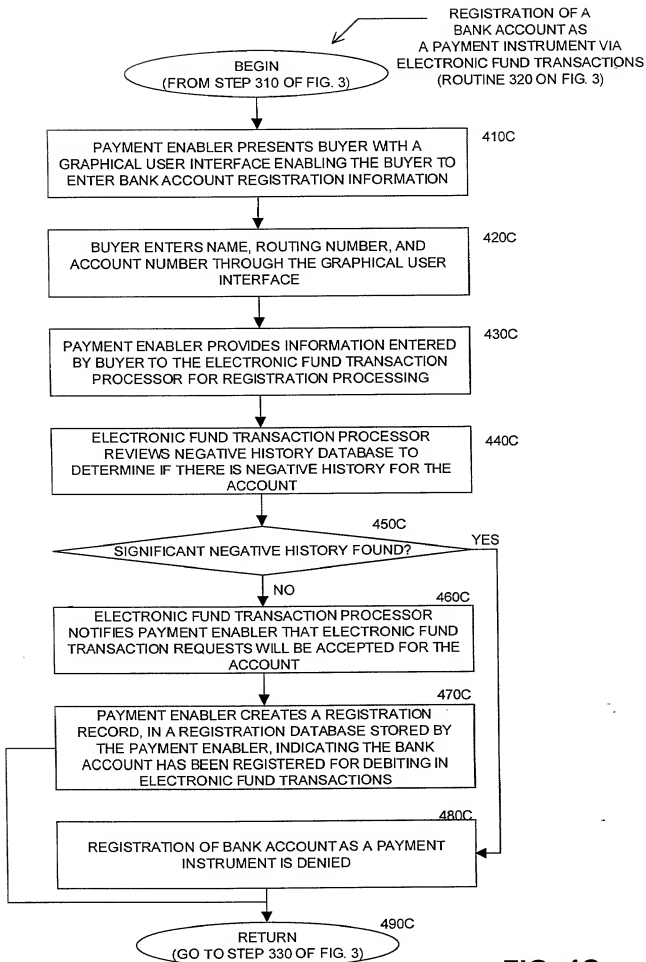 REGISTRATION OF A
BANK ACCOUNT AS
A PAYMENT INSTRUMENT VIA
ELECTRONIC FUND TRANSACTIONS
(ROUTINE 320 ON FIG. 3)
BEGIN
(FROM STEP 310 OF FIG. 3)
410C
PAYMENT ENABLER PRESENTS BUYER WITH A
GRAPHICAL USER INTERFACE ENABLING THE BUYER TO
ENTER BANK ACCOUNT REGISTRATION INFORMATION
420C
BUYER ENTERS NAME, ROUTING NUMBER, AND
ACCOUNT NUMBER THROUGH THE GRAPHICAL USER
INTERFACE
430C
PAYMENT ENABLER PROVIDES INFORMATION ENTERED
BY BUYER TO THE ELECTRONIC FUND TRANSACTION
PROCESSOR FOR REGISTRATION PROCESSING
440C
ELECTRONIC FUND TRANSACTION PROCESSOR
REVIEWS NEGATIVE HISTORY DATABASE TO
DETERMINE IF THERE IS NEGATIVE HISTORY FOR THE
ACCOUNT
450C
SIGNIFICANT NEGATIVE HISTORY FOUND?
YES
NO
460C
ELECTRONIC FUND TRANSACTION PROCESSOR
NOTIFIES PAYMENT ENABLER THAT ELECTRONIC FUND
TRANSACTION REQUESTS WILL BE ACCEPTED FOR THE
ACCOUNT
470C
PAYMENT ENABLER CREATES A REGISTRATION
RECORD, IN A REGISTRATION DATABASE STORED BY
THE PAYMENT ENABLER, INDICATING THE BANK
ACCOUNT HAS BEEN REGISTERED FOR DEBITING IN
ELECTRONIC FUND TRANSACTIONS
480C
REGISTRATION OF BANK ACCOUNT AS A PAYMENT
INSTRUMENT IS DENIED
490C
RETURN
(GO TO STEP 330 OF FIG. 3)